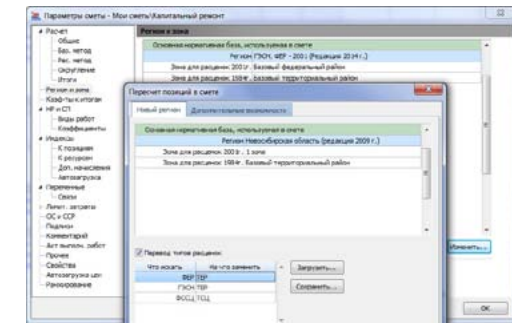 Параметры сметы - Мои сметы\Капитальный ремонт
Расчет
Общие
Баз. метод
Рес. метод
Округление
Итоги
Регион и зона
Коэф-ты к итогам
НР и СП
Виды работ
Коэффициенты
Индексы
К позициям
К ресурсам
Доп. начисления
Автозагрузка
Переменные
Связи
Лимит. затраты
ОС и ССР
Подписи
Комментарий
Акт выполн. работ
Прочее
Свойства
Автозагрузка цен
Ранжирование
Регион и зона
Основная нормативная база, используемая в смете
Регион ГЭСН, ФЕР - 2001 (Редакция 2014 г.)
Зона для расценок 2001г. Базовый федеральный район
Зона для расценок 1984г. Базовый территориальный район
Пересчет позиций в смете
Новый регион
Дополнительные возможности
Основная нормативная база, используемая в смете
Регион Новосибирская область (редакция 2009 г.)
Зона для расценок 2001г. 1 зона
Зона для расценок 1984г. Базовый территориальный район
Перевод типов расценок
Что искать
На что заменить
ФЕР ТЕР
ГЭСН ТЕР
ФССЦ ТСЦ
Загрузить...
Сохранить...
Изменить...
ОК